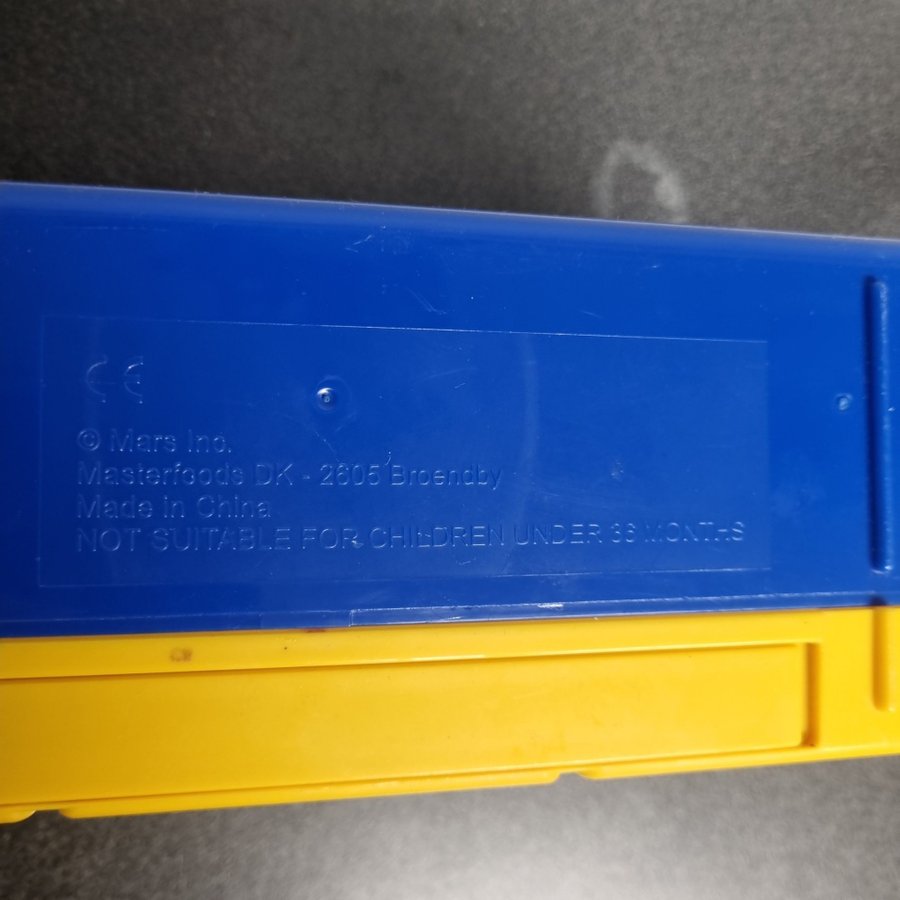 CE
© Mars Inc.
Masterfoods DK - 2605 Broendby
Made in China
NOT SUITABLE FOR CHILDREN UNDER 36 MONTHS